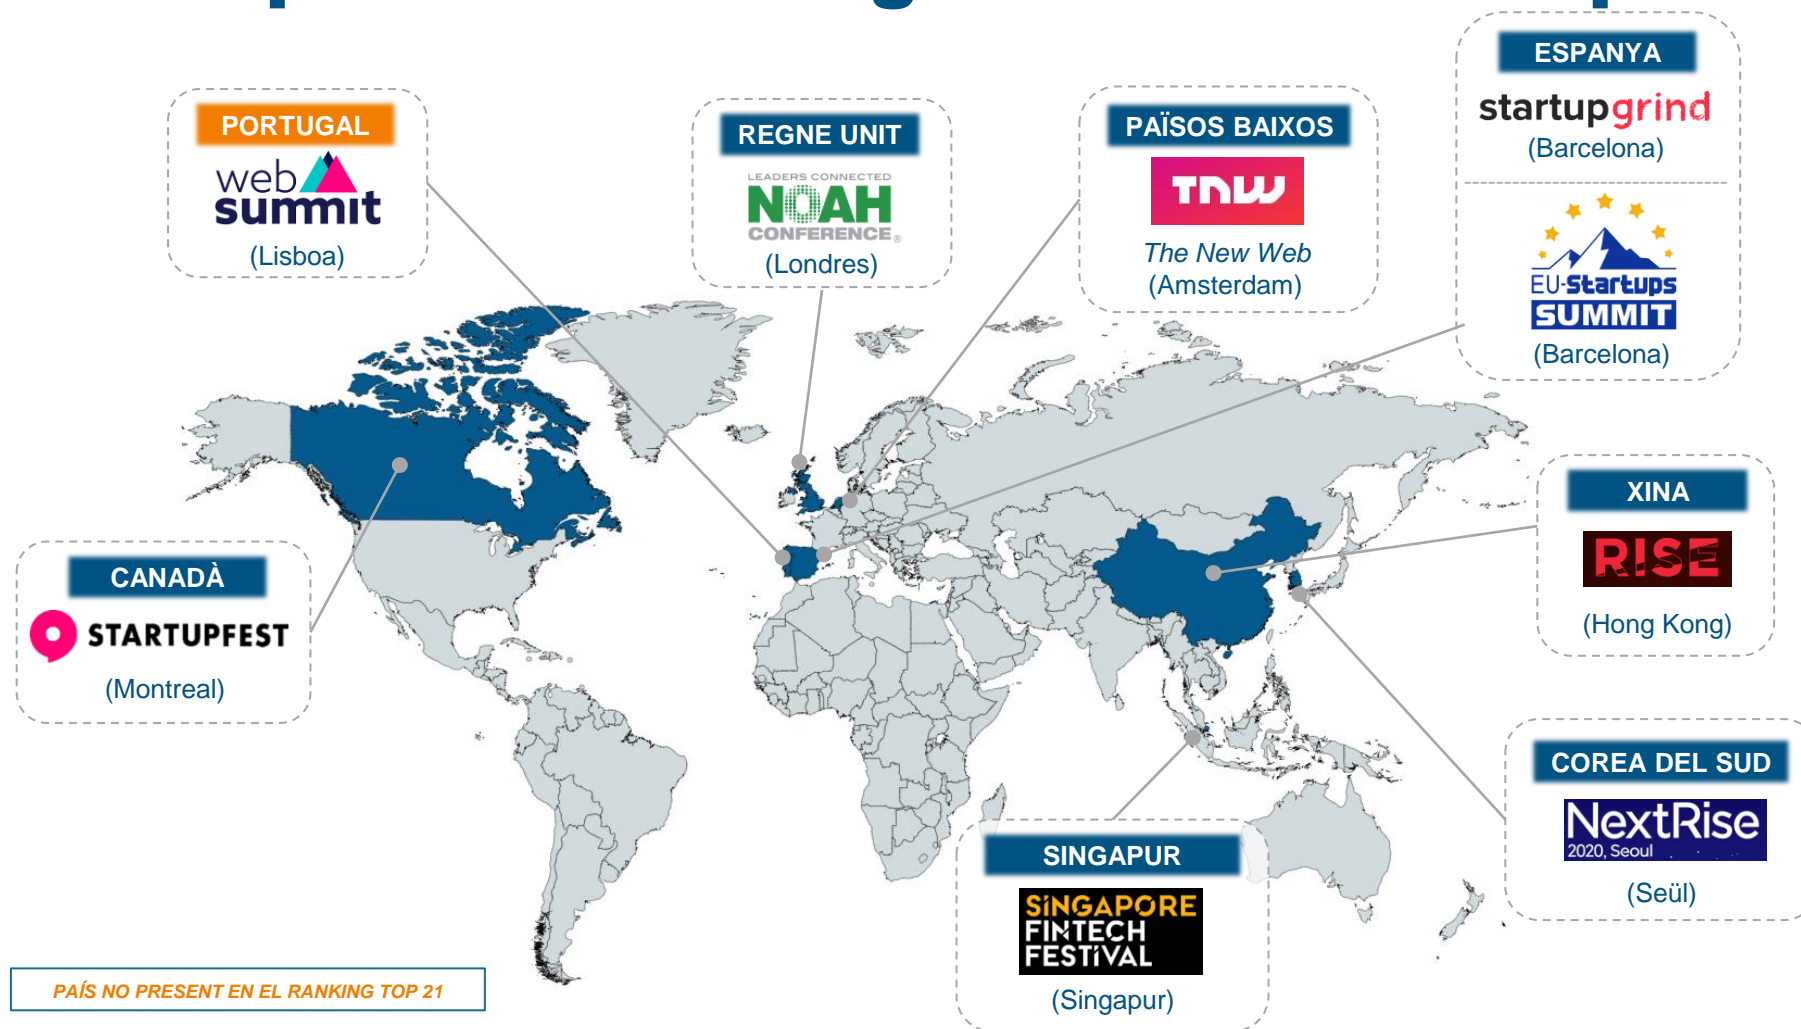 ESPANYA
startupgrind
(Barcelona)
EU-Startups
SUMMIT
(Barcelona)
PORTUGAL
web
summit
(Lisboa)
REGNE UNIT
LEADERS CONNECTED
NOAH
CONFERENCE®
(Londres)
PAÏSOS BAIXOS
TNW
The New Web
(Amsterdam)
CANADÀ
STARTUPFEST
(Montreal)
XINA
RISE
(Hong Kong)
COREA DEL SUD
NextRise
2020, Seoul
(Seül)
SINGAPUR
SINGAPORE
FINTECH
FESTIVAL
(Singapur)
PAÍS NO PRESENT EN EL RANKING TOP 21